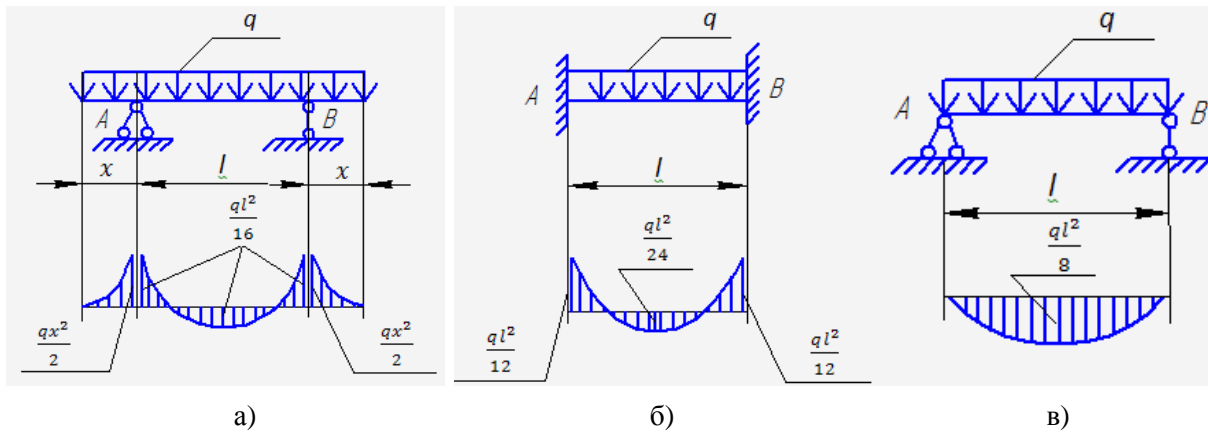 q
A
B
x
l
x
ql²
16
qx²
2
qx²
2
а)
q
A
B
l
ql²
24
ql²
12
ql²
12
б)
q
A
B
l
ql²
8
в)